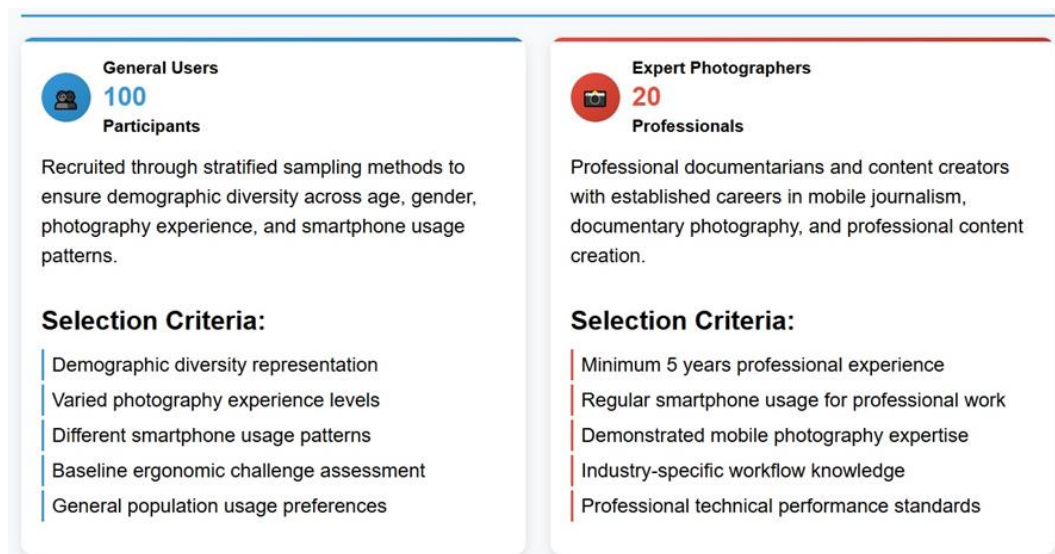 General Users
100
Participants
Recruited through stratified sampling methods to
ensure demographic diversity across age, gender,
photography experience, and smartphone usage
patterns.
Selection Criteria:
Demographic diversity representation
Varied photography experience levels
Different smartphone usage patterns
Baseline ergonomic challenge assessment
General population usage preferences
Expert Photographers
20
Professionals
Professional documentarians and content creators
with established careers in mobile journalism,
documentary photography, and professional content
creation.
Selection Criteria:
Minimum 5 years professional experience
Regular smartphone usage for professional work
Demonstrated mobile photography expertise
Industry-specific workflow knowledge
Professional technical performance standards